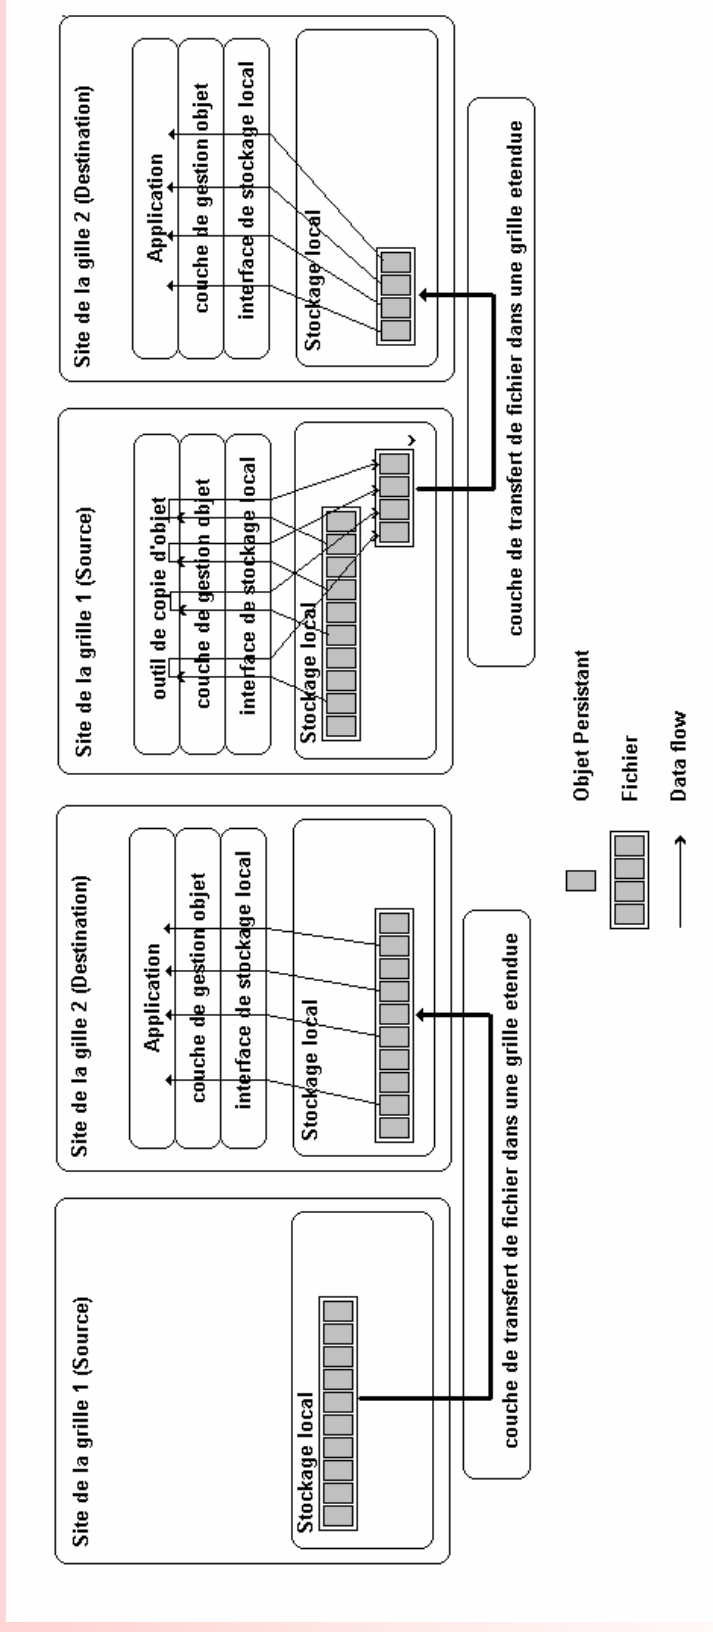 Site de la grille 1 (Source)
Stockage local
Site de la gille 2 (Destination)
Application
couche de gestion objet
interface de stockage local
Stockage local
couche de transfert de fichier dans une grille etendue
Site de la grille 1 (Source)
outil de copie d'objet
couche de gestion objet
interface de stockage local
Stockage local
Site de la gille 2 (Destination)
Application
couche de gestion objet
interface de stockage local
Stockage local
couche de transfert de fichier dans une grille etendue
Objet Persistant
Fichier
Data flow